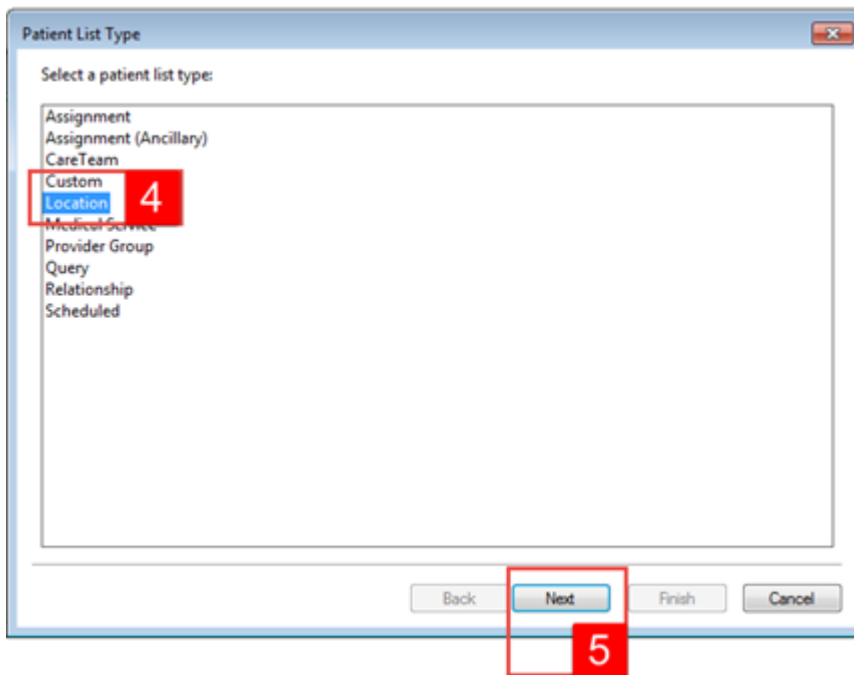 Patient List Type
Select a patient list type:
Assignment
Assignment (Ancillary)
CareTeam
Custom
Location
4
Medical Service
Provider Group
Query
Relationship
Scheduled
Back Next Finish Cancel
5